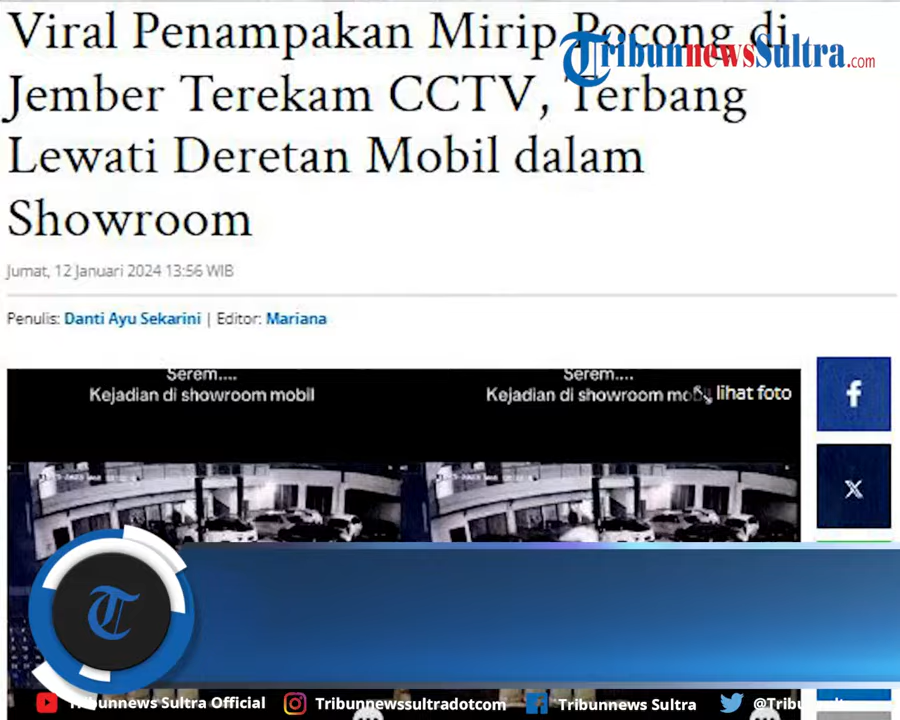 Viral Penampakan Mirip Pocong di
TribunnewsSultra.com
Jember Terekam CCTV, Terbang
Lewati Deretan Mobil dalam
Showroom
Jumat, 12 Januari 2024 13:56 WIB
Penulis: Danti Ayu Sekarini | Editor: Mariana
Serem.... Serem....
Kejadian di showroom mobil Kejadian di showroom lihat foto
Tribunnews Sultra Official Tribunnewssultradotcom Tribunnews Sultra